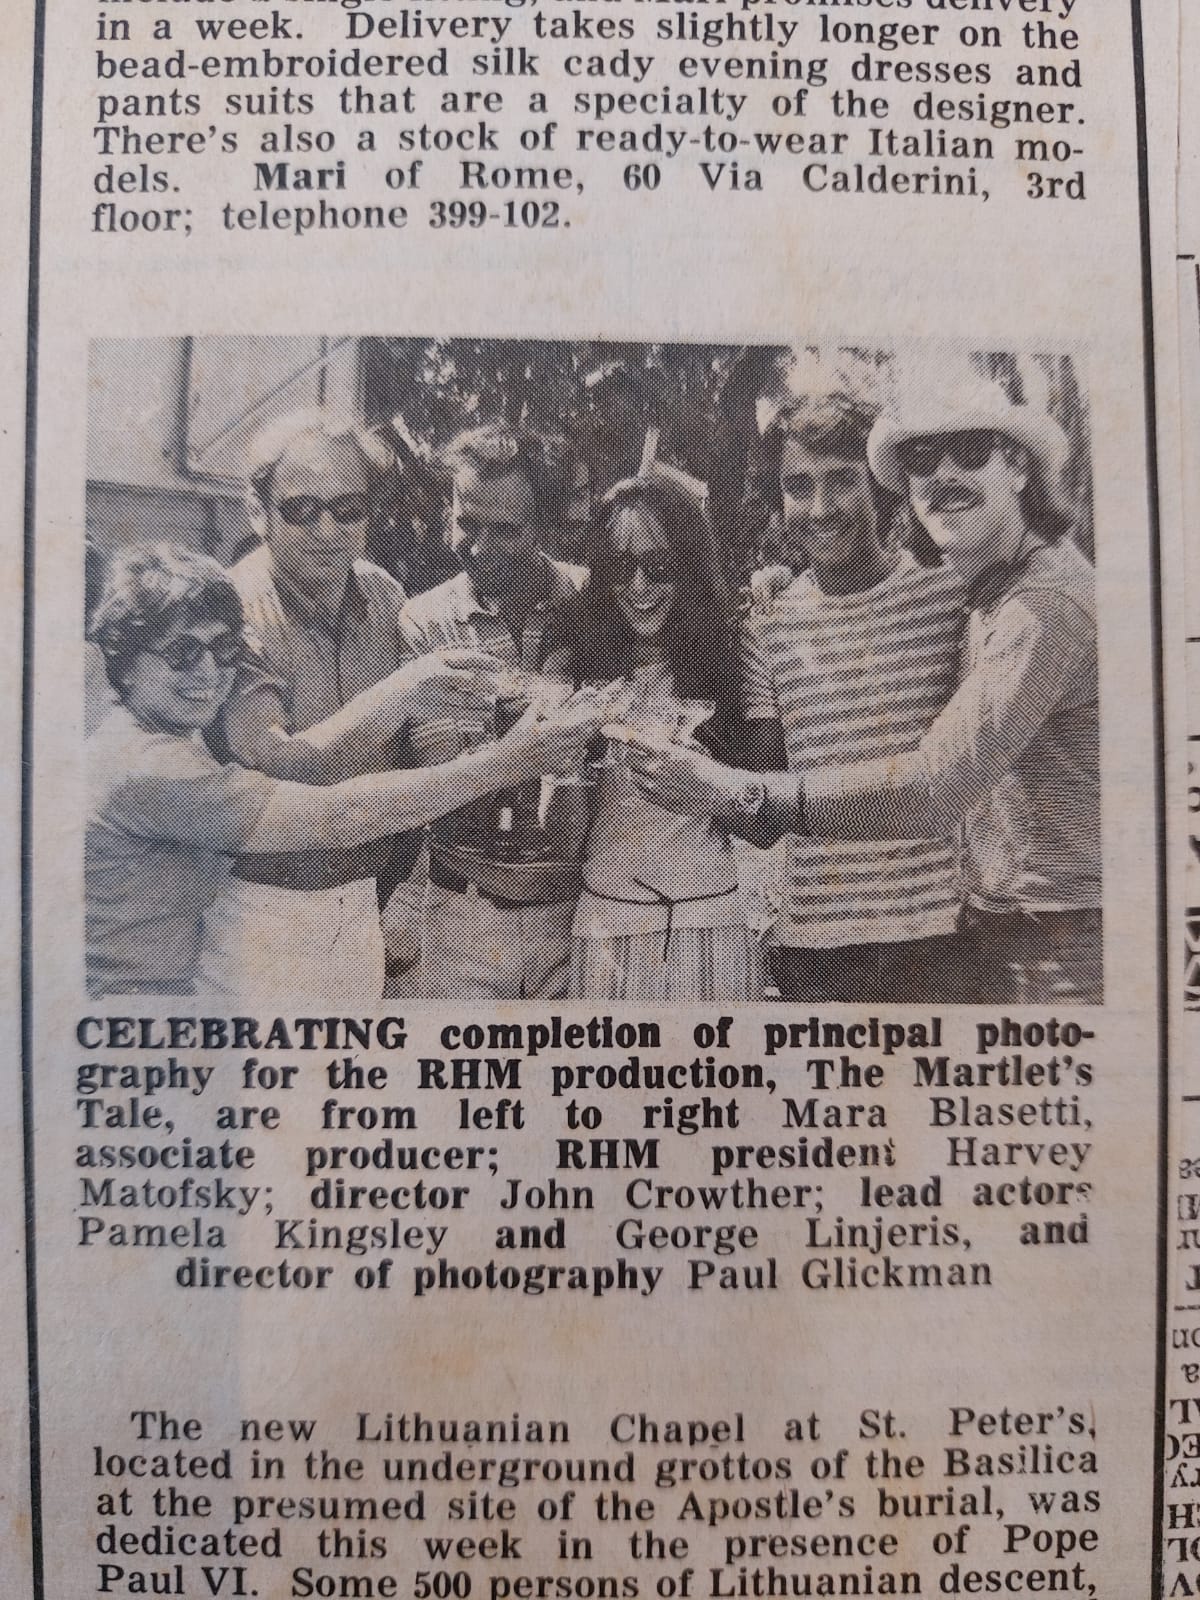 in a week. Delivery takes slightly longer on the
bead-embroidered silk cady evening dresses and
pants suits that are a specialty of the designer.
There's also a stock of ready-to-wear Italian mo-
dels. Mari of Rome, 60 Via Calderini, 3rd
floor; telephone 399-102.
CELEBRATING completion of principal photo-
graphy for the RHM production, The Martlet's
Tale, are from left to right Mara Blasetti,
associate producer; RHM president Harvey
Matofsky; director John Crowther; lead actors
Pamela Kingsley and George Linjeris, and
director of photography Paul Glickman
The new Lithuanian Chapel at St. Peter's,
located in the underground grottos of the Basilica
at the presumed site of the Apostle's burial, was
dedicated this week in the presence of Pope
Paul VI. Some 500 persons of Lithuanian descent,